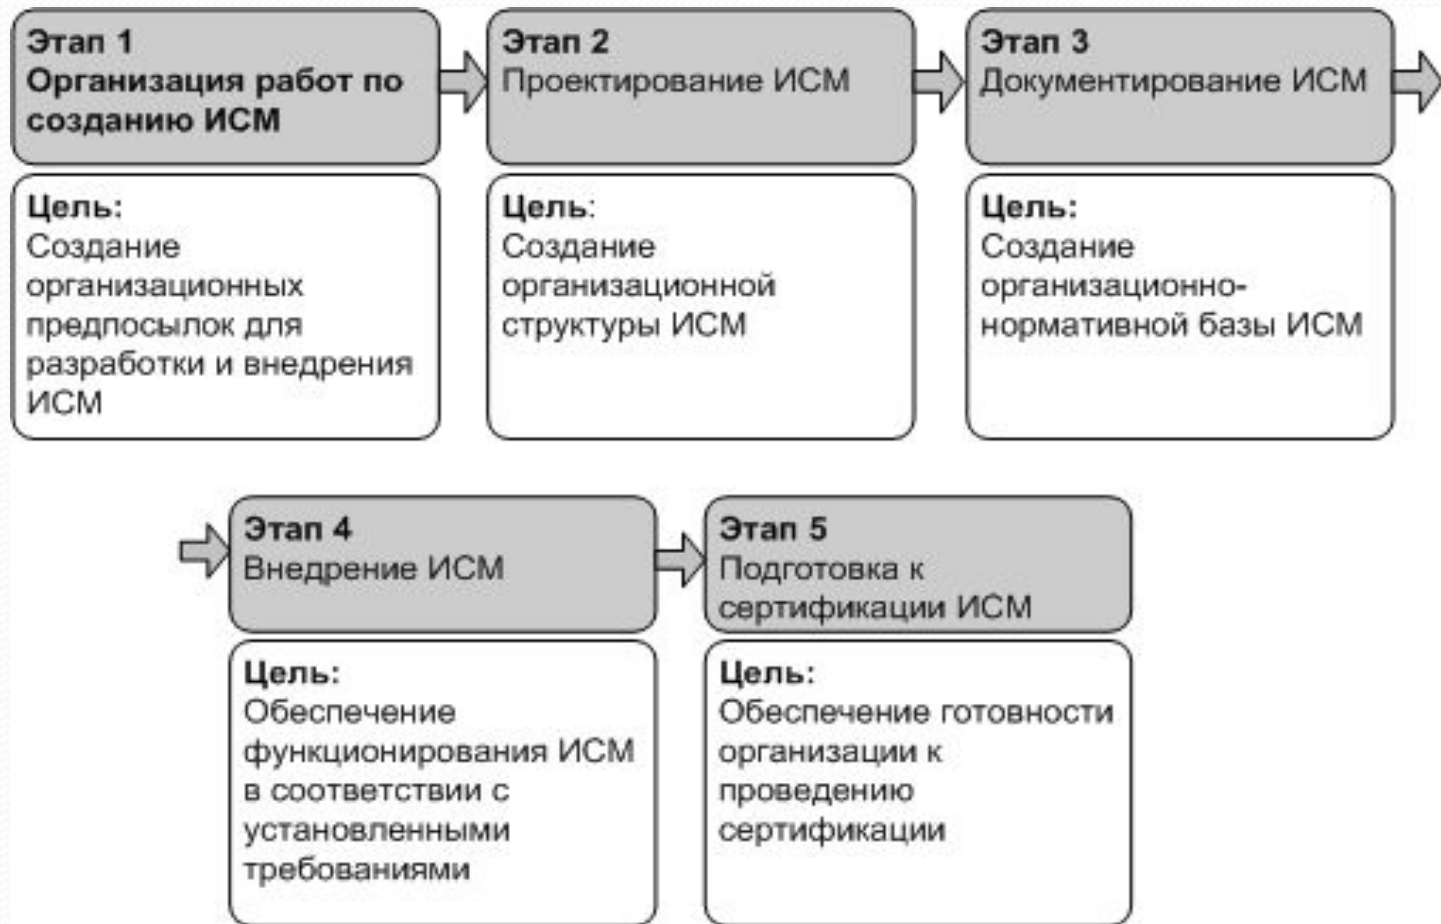 Этап 1
Организация работ по
созданию ИСМ
Цель:
Создание
организационных
предпосылок для
разработки и внедрения
ИСМ
Этап 2
Проектирование ИСМ
Цель:
Создание
организационной
структуры ИСМ
Этап 3
Документирование ИСМ
Цель:
Создание
организационно-
нормативной базы ИСМ
Этап 4
Внедрение ИСМ
Цель:
Обеспечение
функционирования ИСМ
в соответствии с
установленными
требованиями
Этап 5
Подготовка к
сертификации ИСМ
Цель:
Обеспечение готовности
организации к
проведению
сертификации